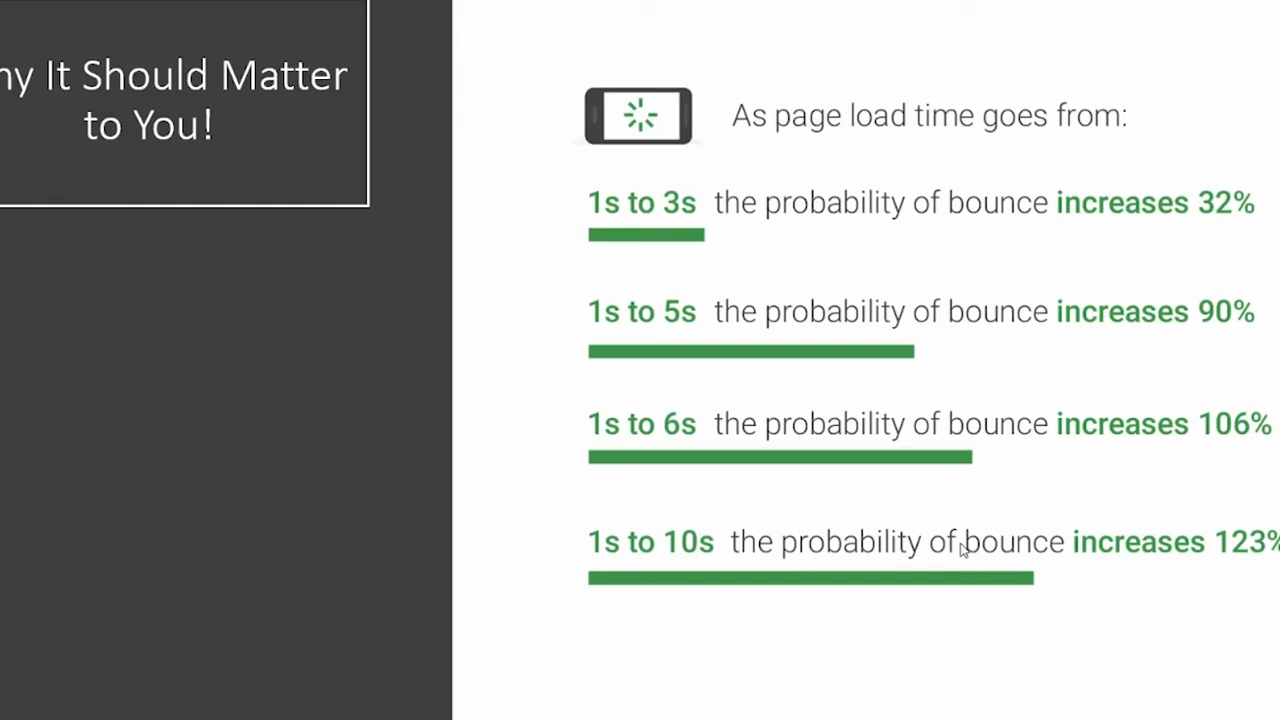 hy It Should Matter
to You!
As page load time goes from:
1s to 3s the probability of bounce increases 32%
1s to 5s the probability of bounce increases 90%
1s to 6s the probability of bounce increases 106%
1s to 10s the probability of bounce increases 123%